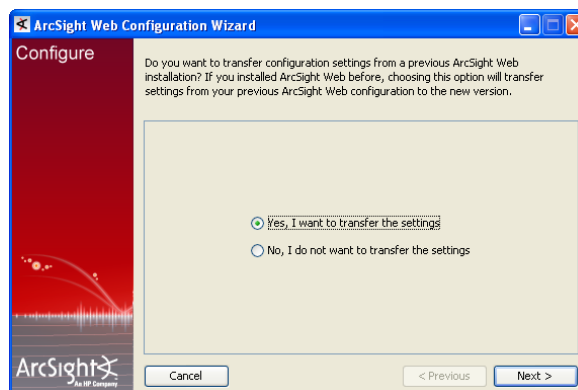 ArcSight Web Configuration Wizard
Configure
Do you want to transfer configuration settings from a previous ArcSight Web
installation? If you installed ArcSight Web before, choosing this option will transfer
settings from your previous ArcSight Web configuration to the new version.
Yes, I want to transfer the settings
No, I do not want to transfer the settings
ArcSight
An HP Company
Cancel
< Previous
Next >